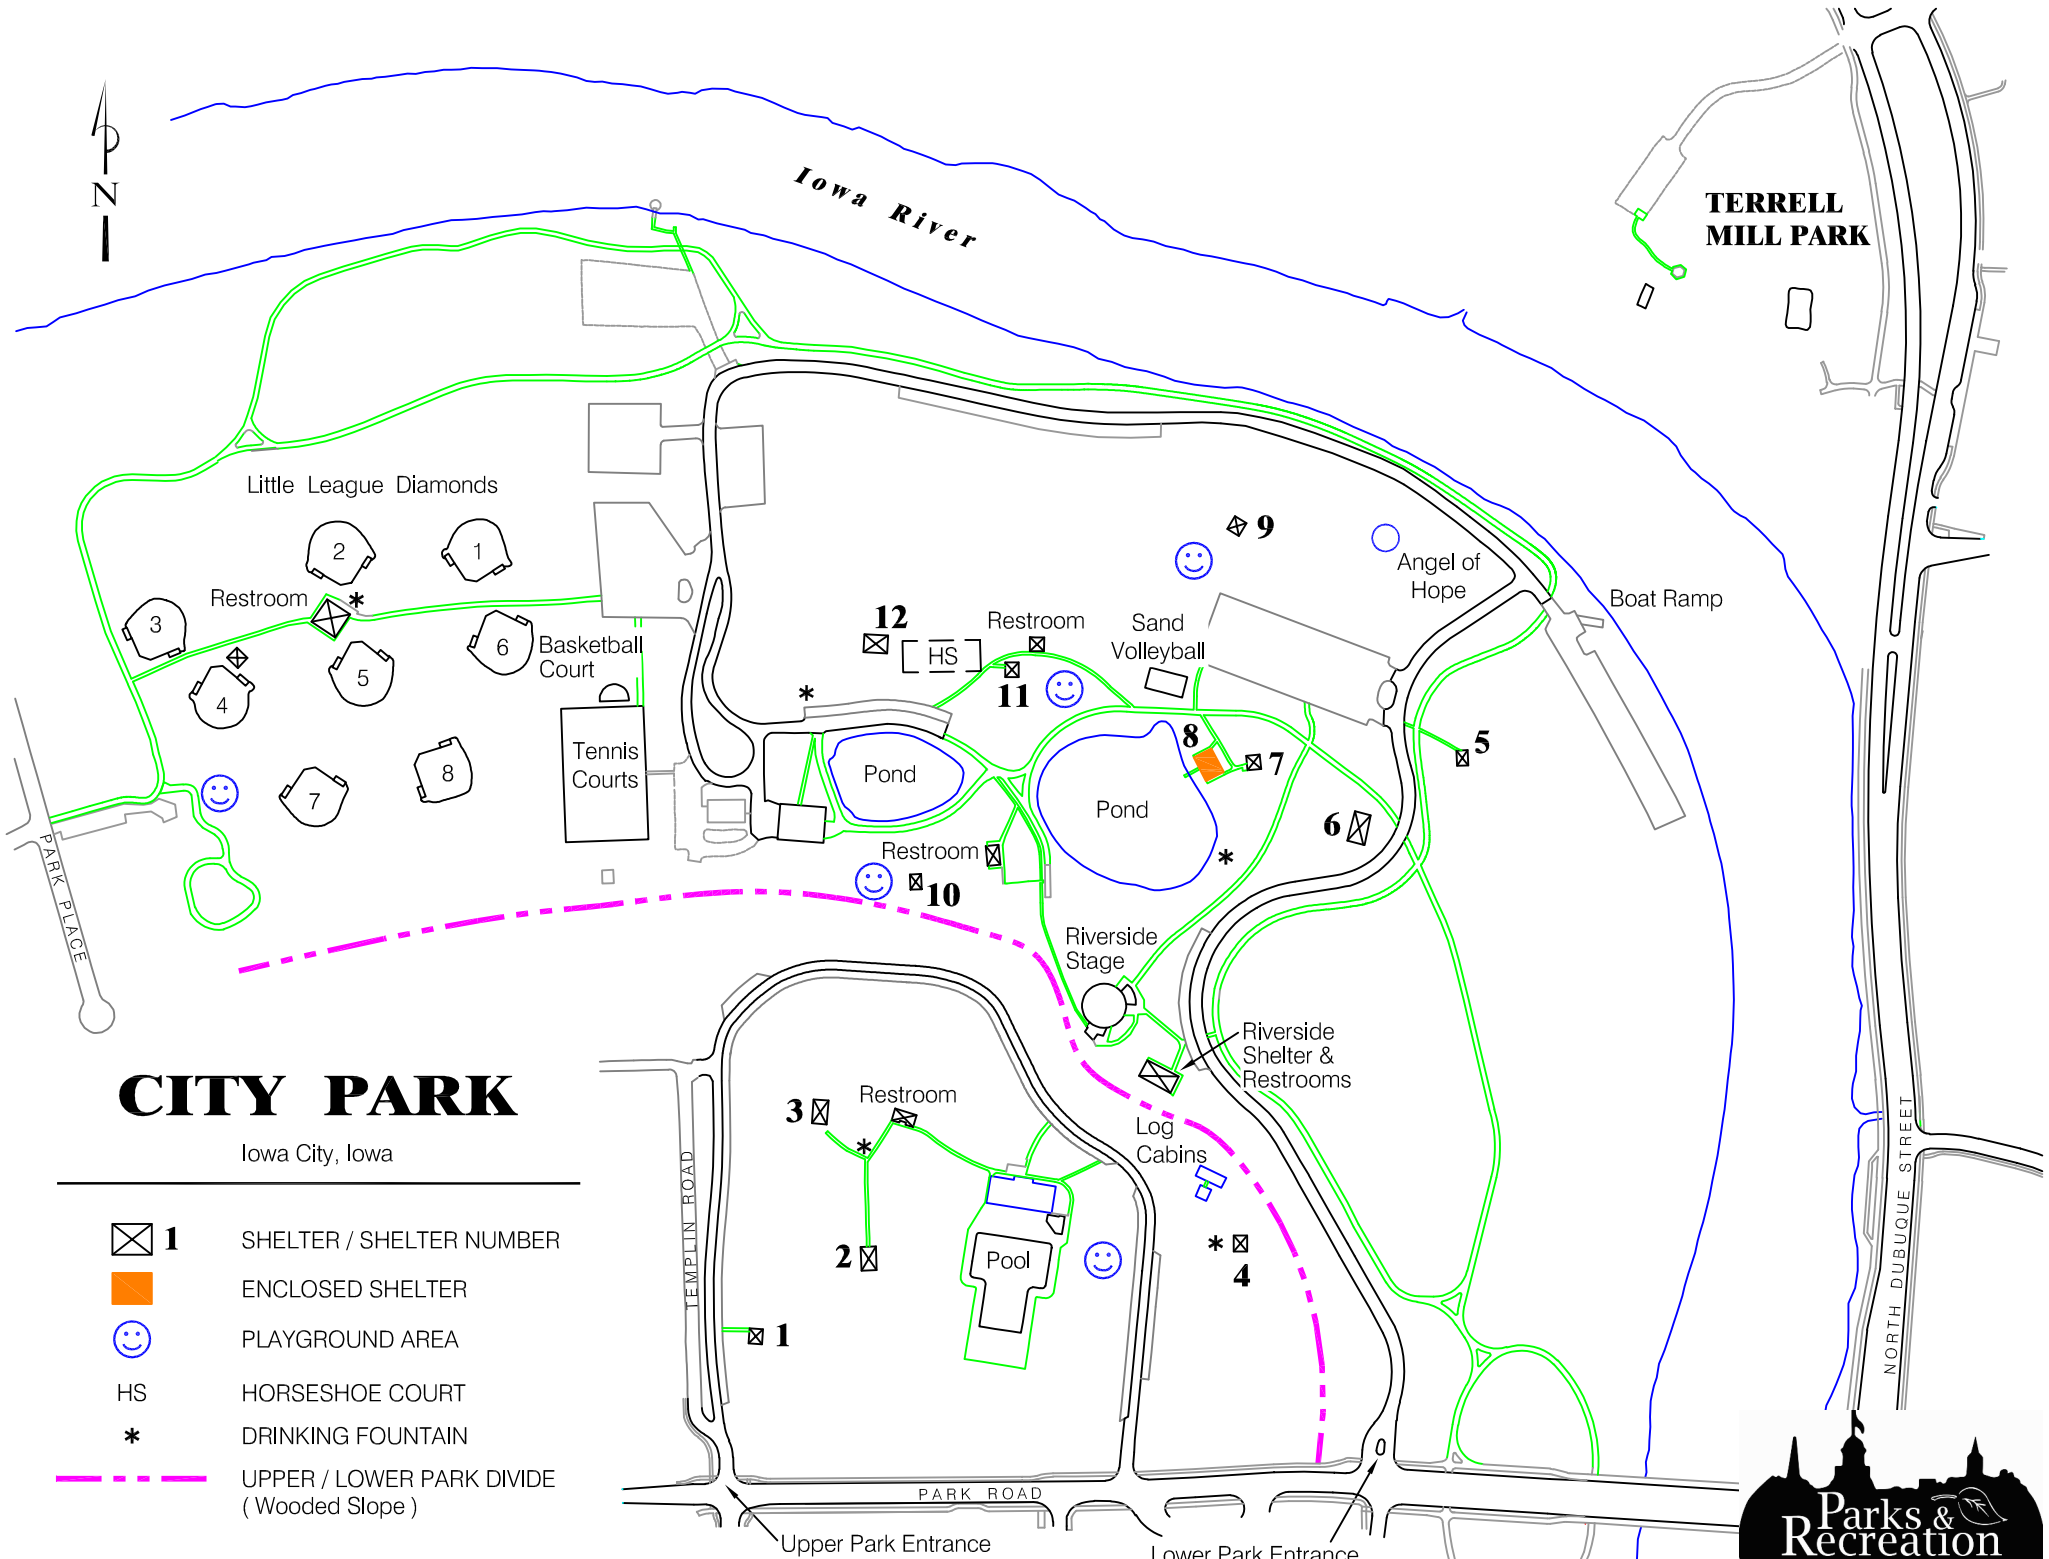 Iowa River
N
TERRELL
MILL PARK
Little League Diamonds
2
1
3
Restroom
*
6
5
4
7
8
Basketball
Court
Tennis
Courts
9
Angel of
Hope
Boat Ramp
12
HS
Restroom
11
Sand
Volleyball
*
Pond
8
7
5
Pond
6
*
Restroom
10
Riverside
Stage
PARK PLACE
Riverside
Shelter &
Restrooms
Log
Cabins
3
Restroom
*
2
Pool
* 4
1
TEMPLIN ROAD
NORTH DUBUQUE STREET
PARK ROAD
Upper Park Entrance
Lower Park Entrance
CITY PARK
Iowa City, Iowa
1 SHELTER / SHELTER NUMBER
ENCLOSED SHELTER
PLAYGROUND AREA
HS HORSESHOE COURT
* DRINKING FOUNTAIN
UPPER / LOWER PARK DIVIDE
( Wooded Slope )
Parks &
Recreation